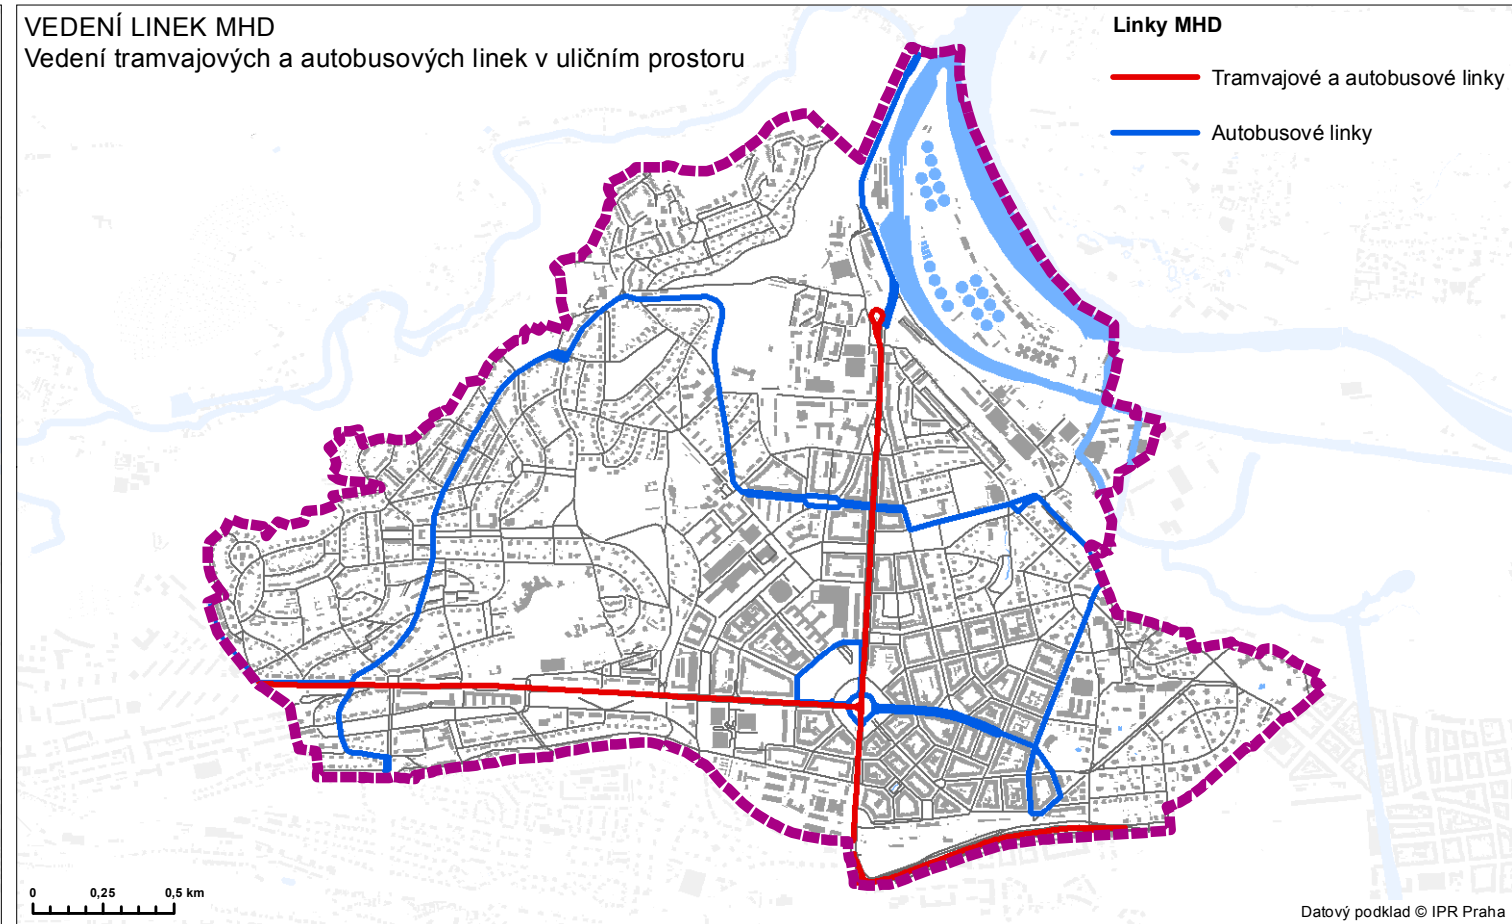 VEDENÍ LINEK MHD
Vedení tramvajových a autobusových linek v uličním prostoru
Linky MHD
Tramvajové a autobusové linky
Autobusové linky
0 0,25 0,5 km
Datový podklad © IPR Praha